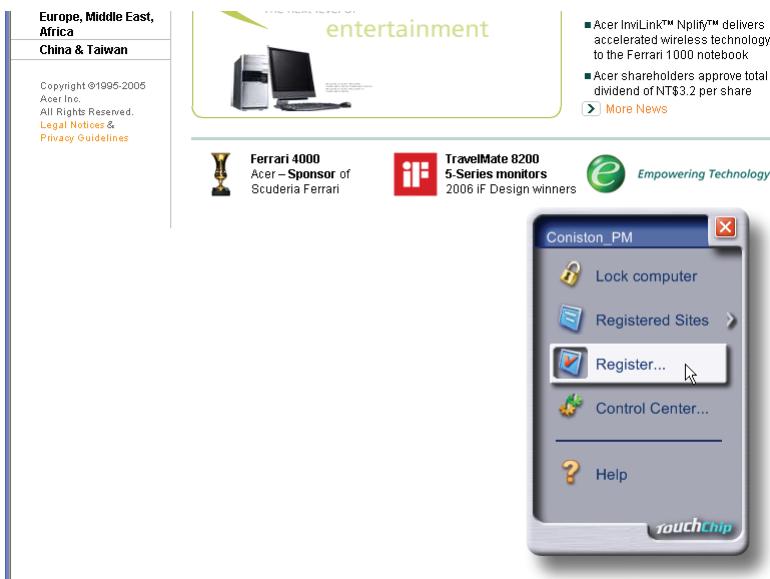 Europe, Middle East,
Africa
China & Taiwan
Copyright ©1995-2005
Acer Inc.
All Rights Reserved.
Legal Notices &
Privacy Guidelines
entertainment
Acer InviLink™ Nplify™ delivers
accelerated wireless technology
to the Ferrari 1000 notebook
Acer shareholders approve total
dividend of NT$3.2 per share
More News
Ferrari 4000
Acer – Sponsor of
Scuderia Ferrari
iF
TravelMate 8200
5-Series monitors
2006 iF Design winners
e
Empowering Technology
Coniston_PM
Lock computer
Registered Sites
Register...
Control Center...
Help
TouchChip